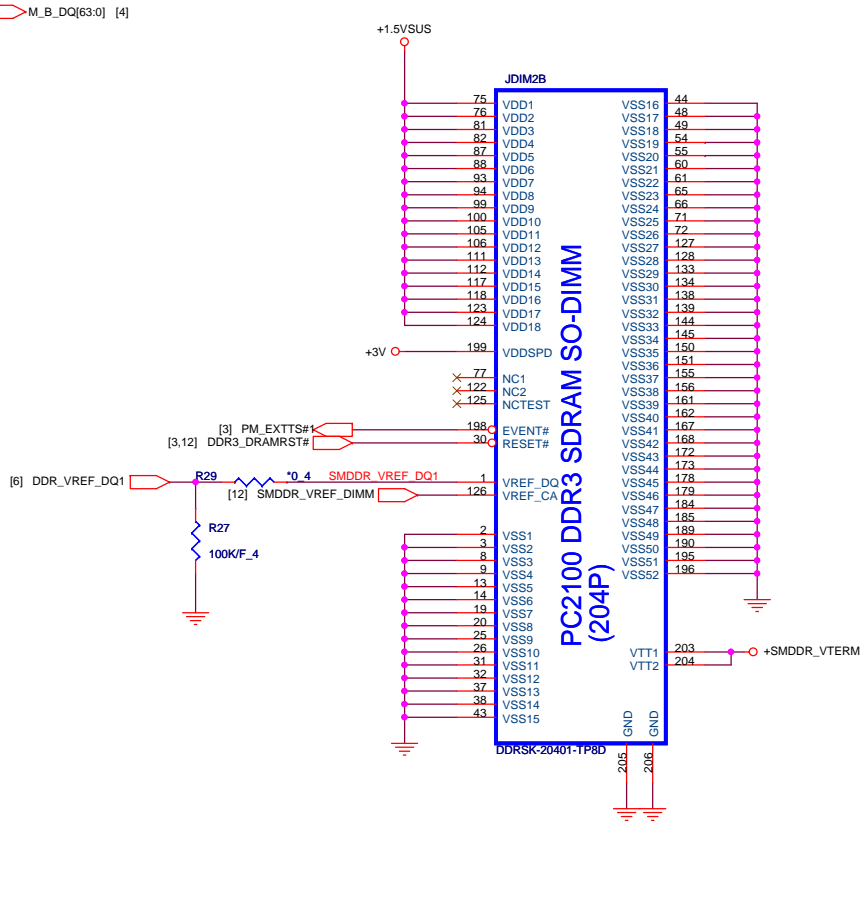 M_B_DQ[63:0] [4]
+1.5VSUS
JDIM2B
75 VDD1 VSS16 44
76 VDD2 VSS17 48
81 VDD3 VSS18 49
82 VDD4 VSS19 54
87 VDD5 VSS20 55
88 VDD6 VSS21 60
93 VDD7 VSS22 61
94 VDD8 VSS23 65
99 VDD9 VSS24 66
100 VDD10 VSS25 71
105 VDD11 VSS26 72
106 VDD12 VSS27 127
111 VDD13 VSS28 128
112 VDD14 VSS29 133
117 VDD15 VSS30 134
118 VDD16 VSS31 138
123 VDD17 VSS32 139
124 VDD18 VSS33 144
VSS34 145
+3V 199 VDDSPD VSS35 150
VSS36 151
77 NC1 VSS37 155
122 NC2 VSS38 156
125 NCTEST VSS39 161
VSS40 162
[3] PM_EXTTS#1 198 EVENT# VSS41 167
[3,12] DDR3_DRAMRST# 30 RESET# VSS42 168
VSS43 172
VSS44 173
[6] DDR_VREF_DQ1 R29 *0_4 SMDDR_VREF_DQ1 1 VREF_DQ VSS45 178
[12] SMDDR_VREF_DIMM 126 VREF_CA VSS46 179
VSS47 184
VSS48 185
R27 2 VSS1 VSS49 189
3 VSS2 VSS50 190
100K/F_4 8 VSS3 VSS51 195
9 VSS4 VSS52 196
13 VSS5
14 VSS6
19 VSS7
20 VSS8
25 VSS9
26 VSS10 VTT1 203 +SMDDR_VTERM
31 VSS11 VTT2 204
32 VSS12
37 VSS13
38 VSS14
43 VSS15
PC2100 DDR3 SDRAM SO-DIMM
(204P)
GND GND
DDRSK-20401-TP8D
205 206